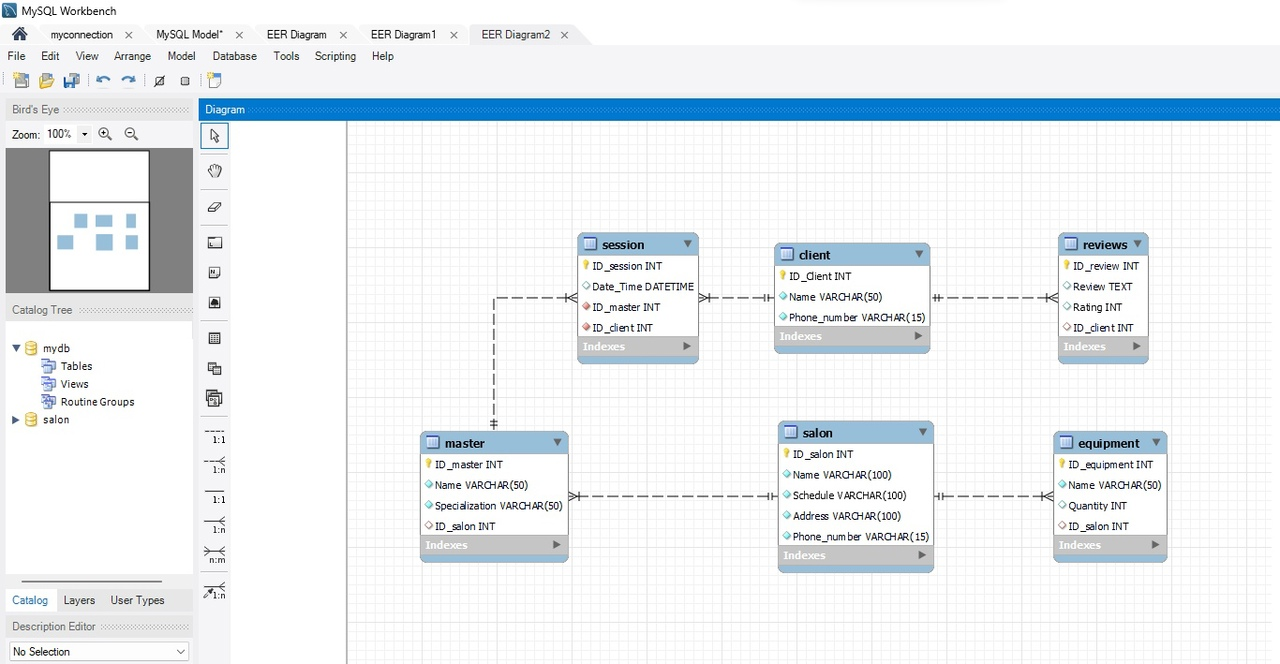 MySQL Workbench
myconnection
MySQL Model*
EER Diagram
EER Diagram1
EER Diagram2
File Edit View Arrange Model Database Tools Scripting Help
Bird's Eye
Zoom: 100%
Catalog Tree
mydb
Tables
Views
Routine Groups
salon
Catalog Layers User Types
Description Editor
No Selection
Diagram
1:1
1:n
1:1
1:n
n:m
1:n
session
ID_session INT
Date_Time DATETIME
ID_master INT
ID_client INT
Indexes
client
ID_Client INT
Name VARCHAR(50)
Phone_number VARCHAR(15)
Indexes
reviews
ID_review INT
Review TEXT
Rating INT
ID_client INT
Indexes
master
ID_master INT
Name VARCHAR(50)
Specialization VARCHAR(50)
ID_salon INT
Indexes
salon
ID_salon INT
Name VARCHAR(100)
Schedule VARCHAR(100)
Address VARCHAR(100)
Phone_number VARCHAR(15)
Indexes
equipment
ID_equipment INT
Name VARCHAR(50)
Quantity INT
ID_salon INT
Indexes